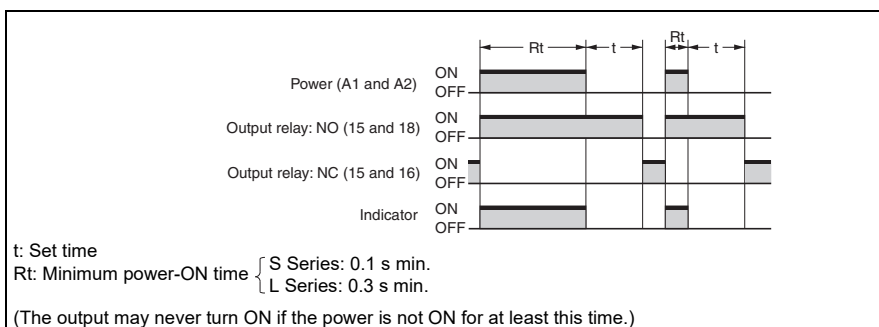 Rt t Rt t
Power (A1 and A2) ON
OFF
Output relay: NO (15 and 18) ON
OFF
Output relay: NC (15 and 16) ON
OFF
Indicator ON
OFF
t: Set time
Rt: Minimum power-ON time { S Series: 0.1 s min.
L Series: 0.3 s min.
(The output may never turn ON if the power is not ON for at least this time.)